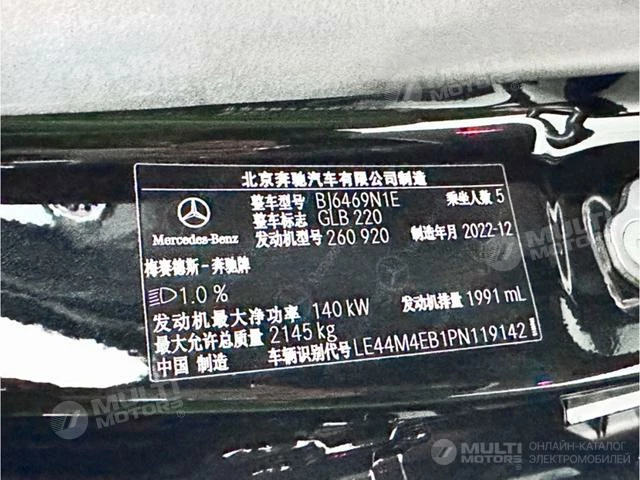 北京奔驰汽车有限公司制造
整车型号 BJ6469N1E 乘坐人数 5
整车标志 GLB 220
发动机型号 260 920 制造年月 2022-12
Mercedes-Benz
梅赛德斯-奔驰牌
1.0 %
发动机最大净功率 140 kW 发动机排量 1991 mL
最大允许总质量 2145 kg
中国 制造 车辆识别代号 LE44M4EB1PN119142
MULTI MOTORS
ОНЛАЙН-КАТАЛОГ
ЭЛЕКТРОМОБИЛЕЙ